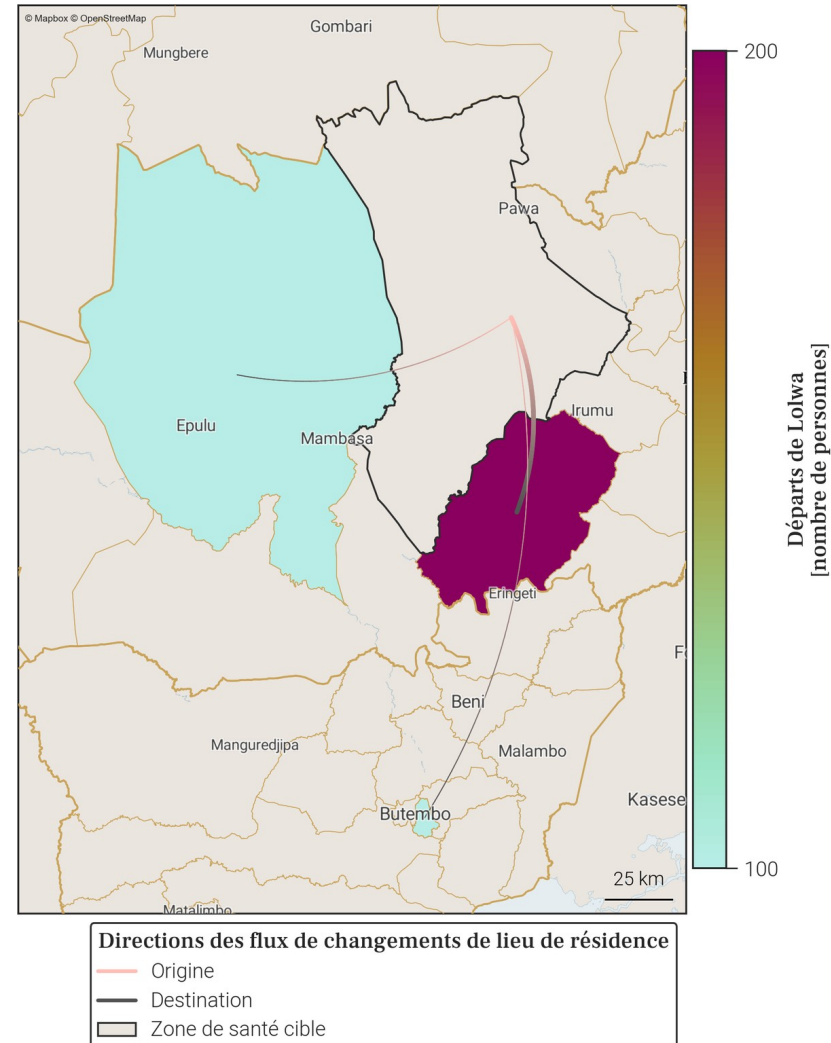 © Mapbox © OpenStreetMap
Gombari
Mungbere
Pawa
Irumu
Epulu
Mambasa
Eringeti
Beni
Manguredjipa
Malambo
Kasese
Butembo
25 km
Matalimbo
200
100
Départs de Lolwa
[nombre de personnes]
Directions des flux de changements de lieu de résidence
Origine
Destination
Zone de santé cible